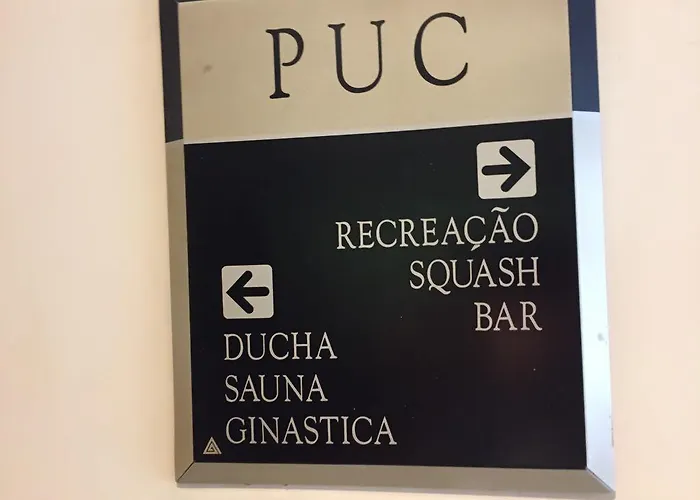 PUC
RECREAÇÃO
SQUASH
BAR
DUCHA
SAUNA
GINASTICA